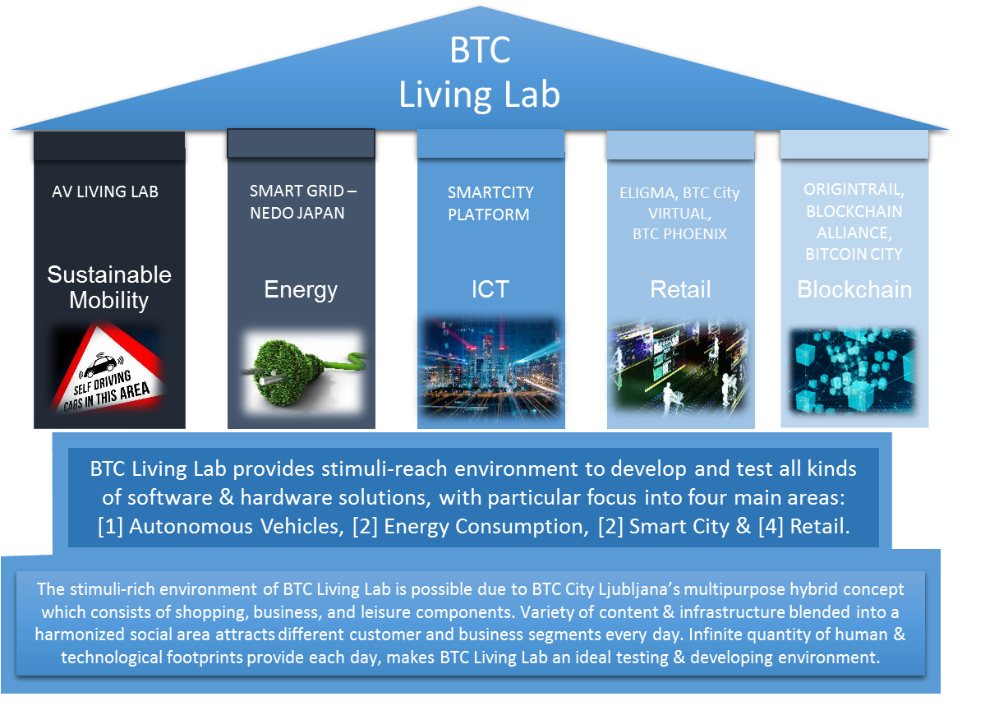 BTC
Living Lab
AV LIVING LAB
Sustainable
Mobility
SELF DRIVING
CARS IN THIS AREA
SMART GRID –
NEDO JAPAN
Energy
SMARTCITY
PLATFORM
ICT
ELIGMA, BTC City
VIRTUAL,
BTC PHOENIX
Retail
ORIGINTRAIL,
BLOCKCHAIN
ALLIANCE,
BITCOIN CITY
Blockchain
BTC Living Lab provides stimuli-reach environment to develop and test all kinds
of software & hardware solutions, with particular focus into four main areas:
[1] Autonomous Vehicles, [2] Energy Consumption, [2] Smart City & [4] Retail.
The stimuli-rich environment of BTC Living Lab is possible due to BTC City Ljubljana’s multipurpose hybrid concept
which consists of shopping, business, and leisure components. Variety of content & infrastructure blended into a
harmonized social area attracts different customer and business segments every day. Infinite quantity of human &
technological footprints provide each day, makes BTC Living Lab an ideal testing & developing environment.